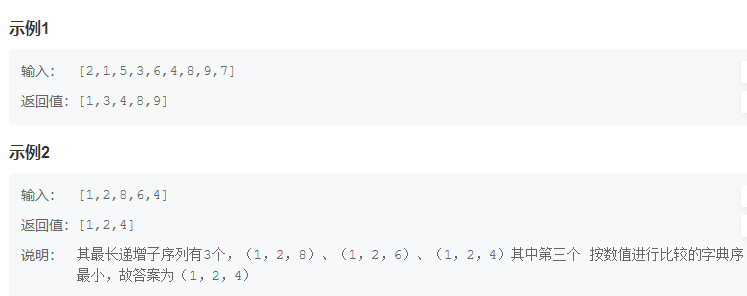 示例1
输入： [2,1,5,3,6,4,8,9,7]
返回值：[1,3,4,8,9]
示例2
输入： [1,2,8,6,4]
返回值：[1,2,4]
说明： 其最长递增子序列有3个，（1，2，8）、（1，2，6）、（1，2，4）其中第三个 按数值进行比较的字典序
最小，故答案为（1，2，4）